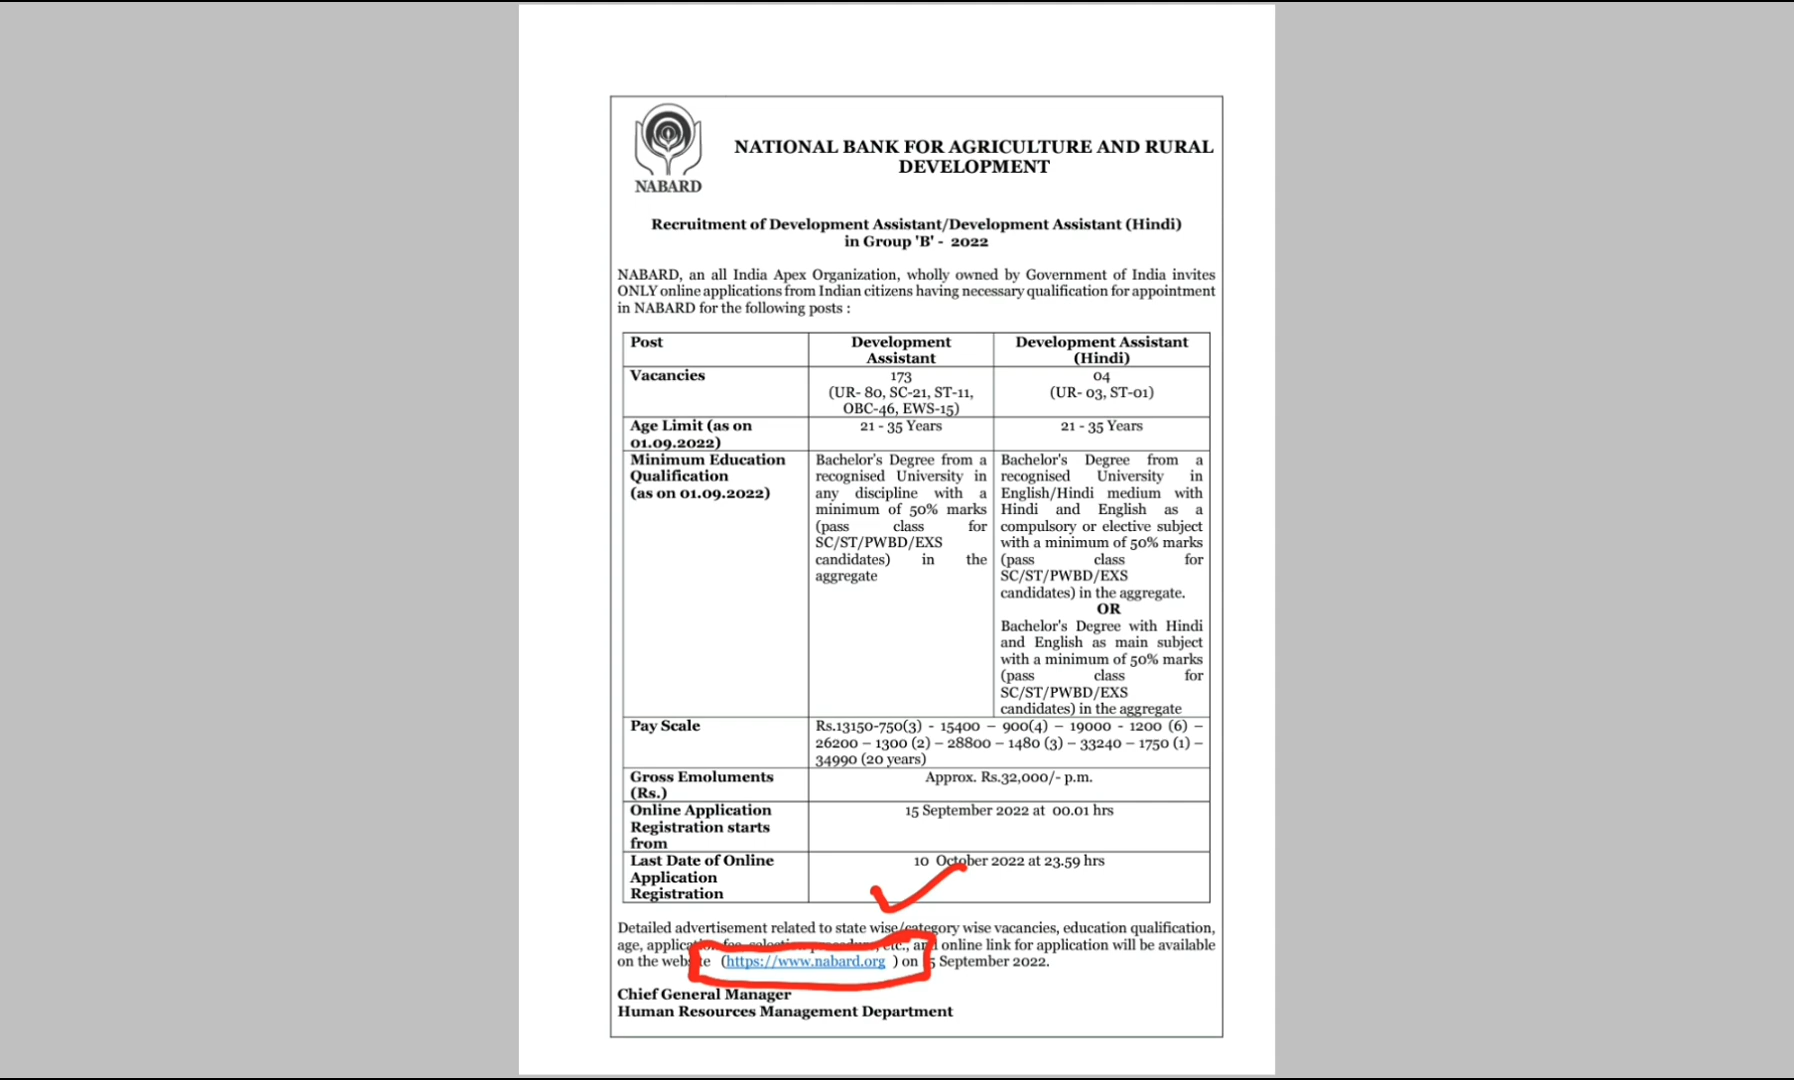 NABARD
NATIONAL BANK FOR AGRICULTURE AND RURAL
DEVELOPMENT
Recruitment of Development Assistant/Development Assistant (Hindi)
in Group 'B' - 2022
NABARD, an all India Apex Organization, wholly owned by Government of India invites
ONLY online applications from Indian citizens having necessary qualification for appointment
in NABARD for the following posts :
Post
Development
Assistant
Development Assistant
(Hindi)
Vacancies
173
(UR- 80, SC-21, ST-11,
OBC-46, EWS-15)
04
(UR- 03, ST-01)
Age Limit (as on
01.09.2022)
21 - 35 Years
21 - 35 Years
Minimum Education
Qualification
(as on 01.09.2022)
Bachelor's Degree from a
recognised University in
any discipline with a
minimum of 50% marks
(pass class for
SC/ST/PWBD/EXS
candidates) in the
aggregate
Bachelor's Degree from a
recognised University in
English/Hindi medium with
Hindi and English as a
compulsory or elective subject
with a minimum of 50% marks
(pass class for
SC/ST/PWBD/EXS
candidates) in the aggregate.
OR
Bachelor's Degree with Hindi
and English as main subject
with a minimum of 50% marks
(pass class for
SC/ST/PWBD/EXS
candidates) in the aggregate
Pay Scale
Rs.13150-750(3) - 15400 – 900(4) – 19000 - 1200 (6) –
26200 – 1300 (2) – 28800 – 1480 (3) – 33240 – 1750 (1) –
34990 (20 years)
Gross Emoluments
(Rs.)
Approx. Rs.32,000/- p.m.
Online Application
Registration starts
from
15 September 2022 at 00.01 hrs
Last Date of Online
Application
Registration
10 October 2022 at 23.59 hrs
Detailed advertisement related to state wise/category wise vacancies, education qualification,
age, application fee, selection procedure, etc., and online link for application will be available
on the website (https://www.nabard.org ) on 15 September 2022.
Chief General Manager
Human Resources Management Department